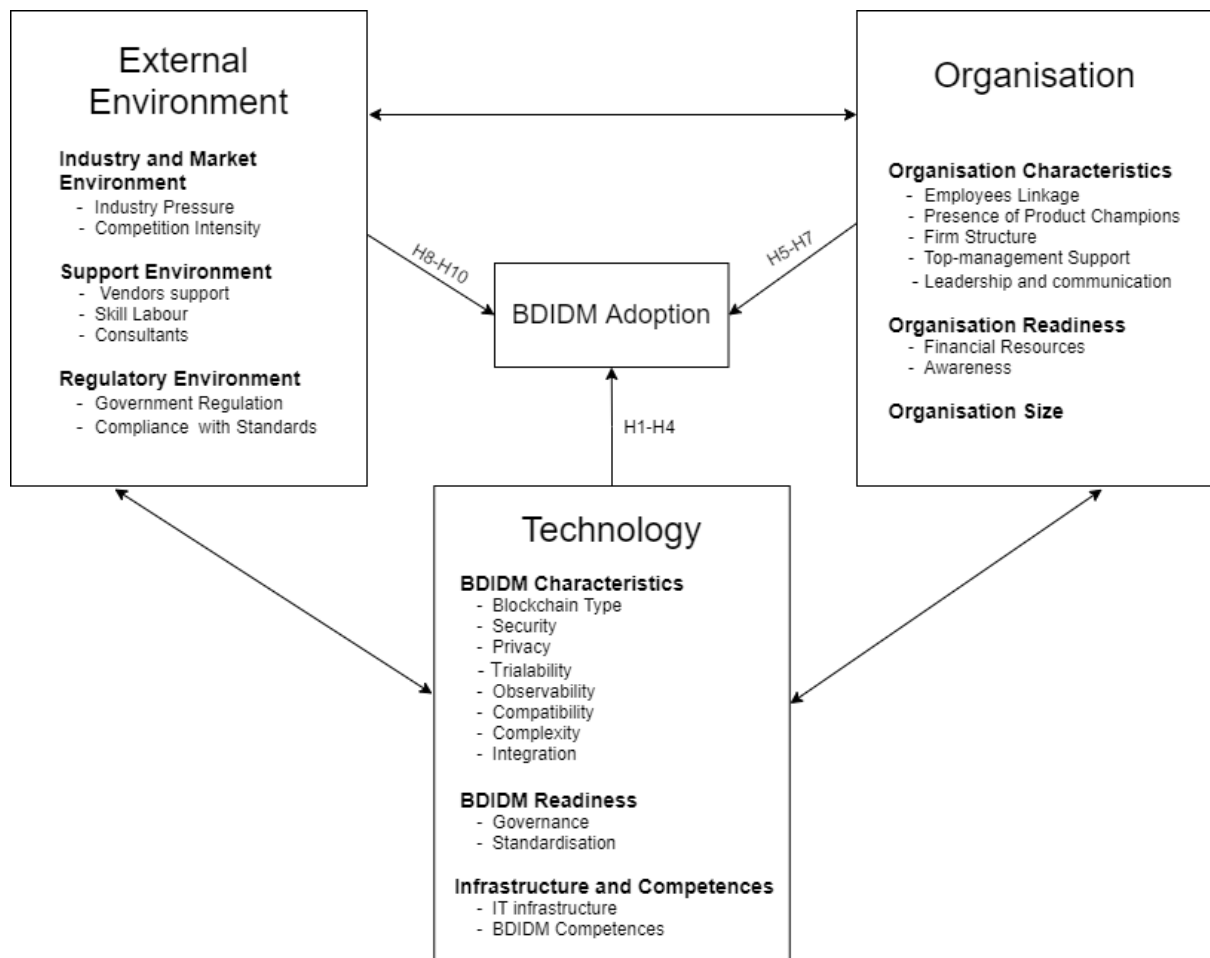 External
Environment
Industry and Market
Environment
- Industry Pressure
- Competition Intensity
Support Environment
- Vendors support
- Skill Labour
- Consultants
Regulatory Environment
- Government Regulation
- Compliance with Standards
Organisation
Organisation Characteristics
- Employees Linkage
- Presence of Product Champions
- Firm Structure
- Top-management Support
- Leadership and communication
Organisation Readiness
- Financial Resources
- Awareness
Organisation Size
H8-H10
H5-H7
BDIDM Adoption
H1-H4
Technology
BDIDM Characteristics
- Blockchain Type
- Security
- Privacy
- Trialability
- Observability
- Compatibility
- Complexity
- Integration
BDIDM Readiness
- Governance
- Standardisation
Infrastructure and Competences
- IT infrastructure
- BDIDM Competences